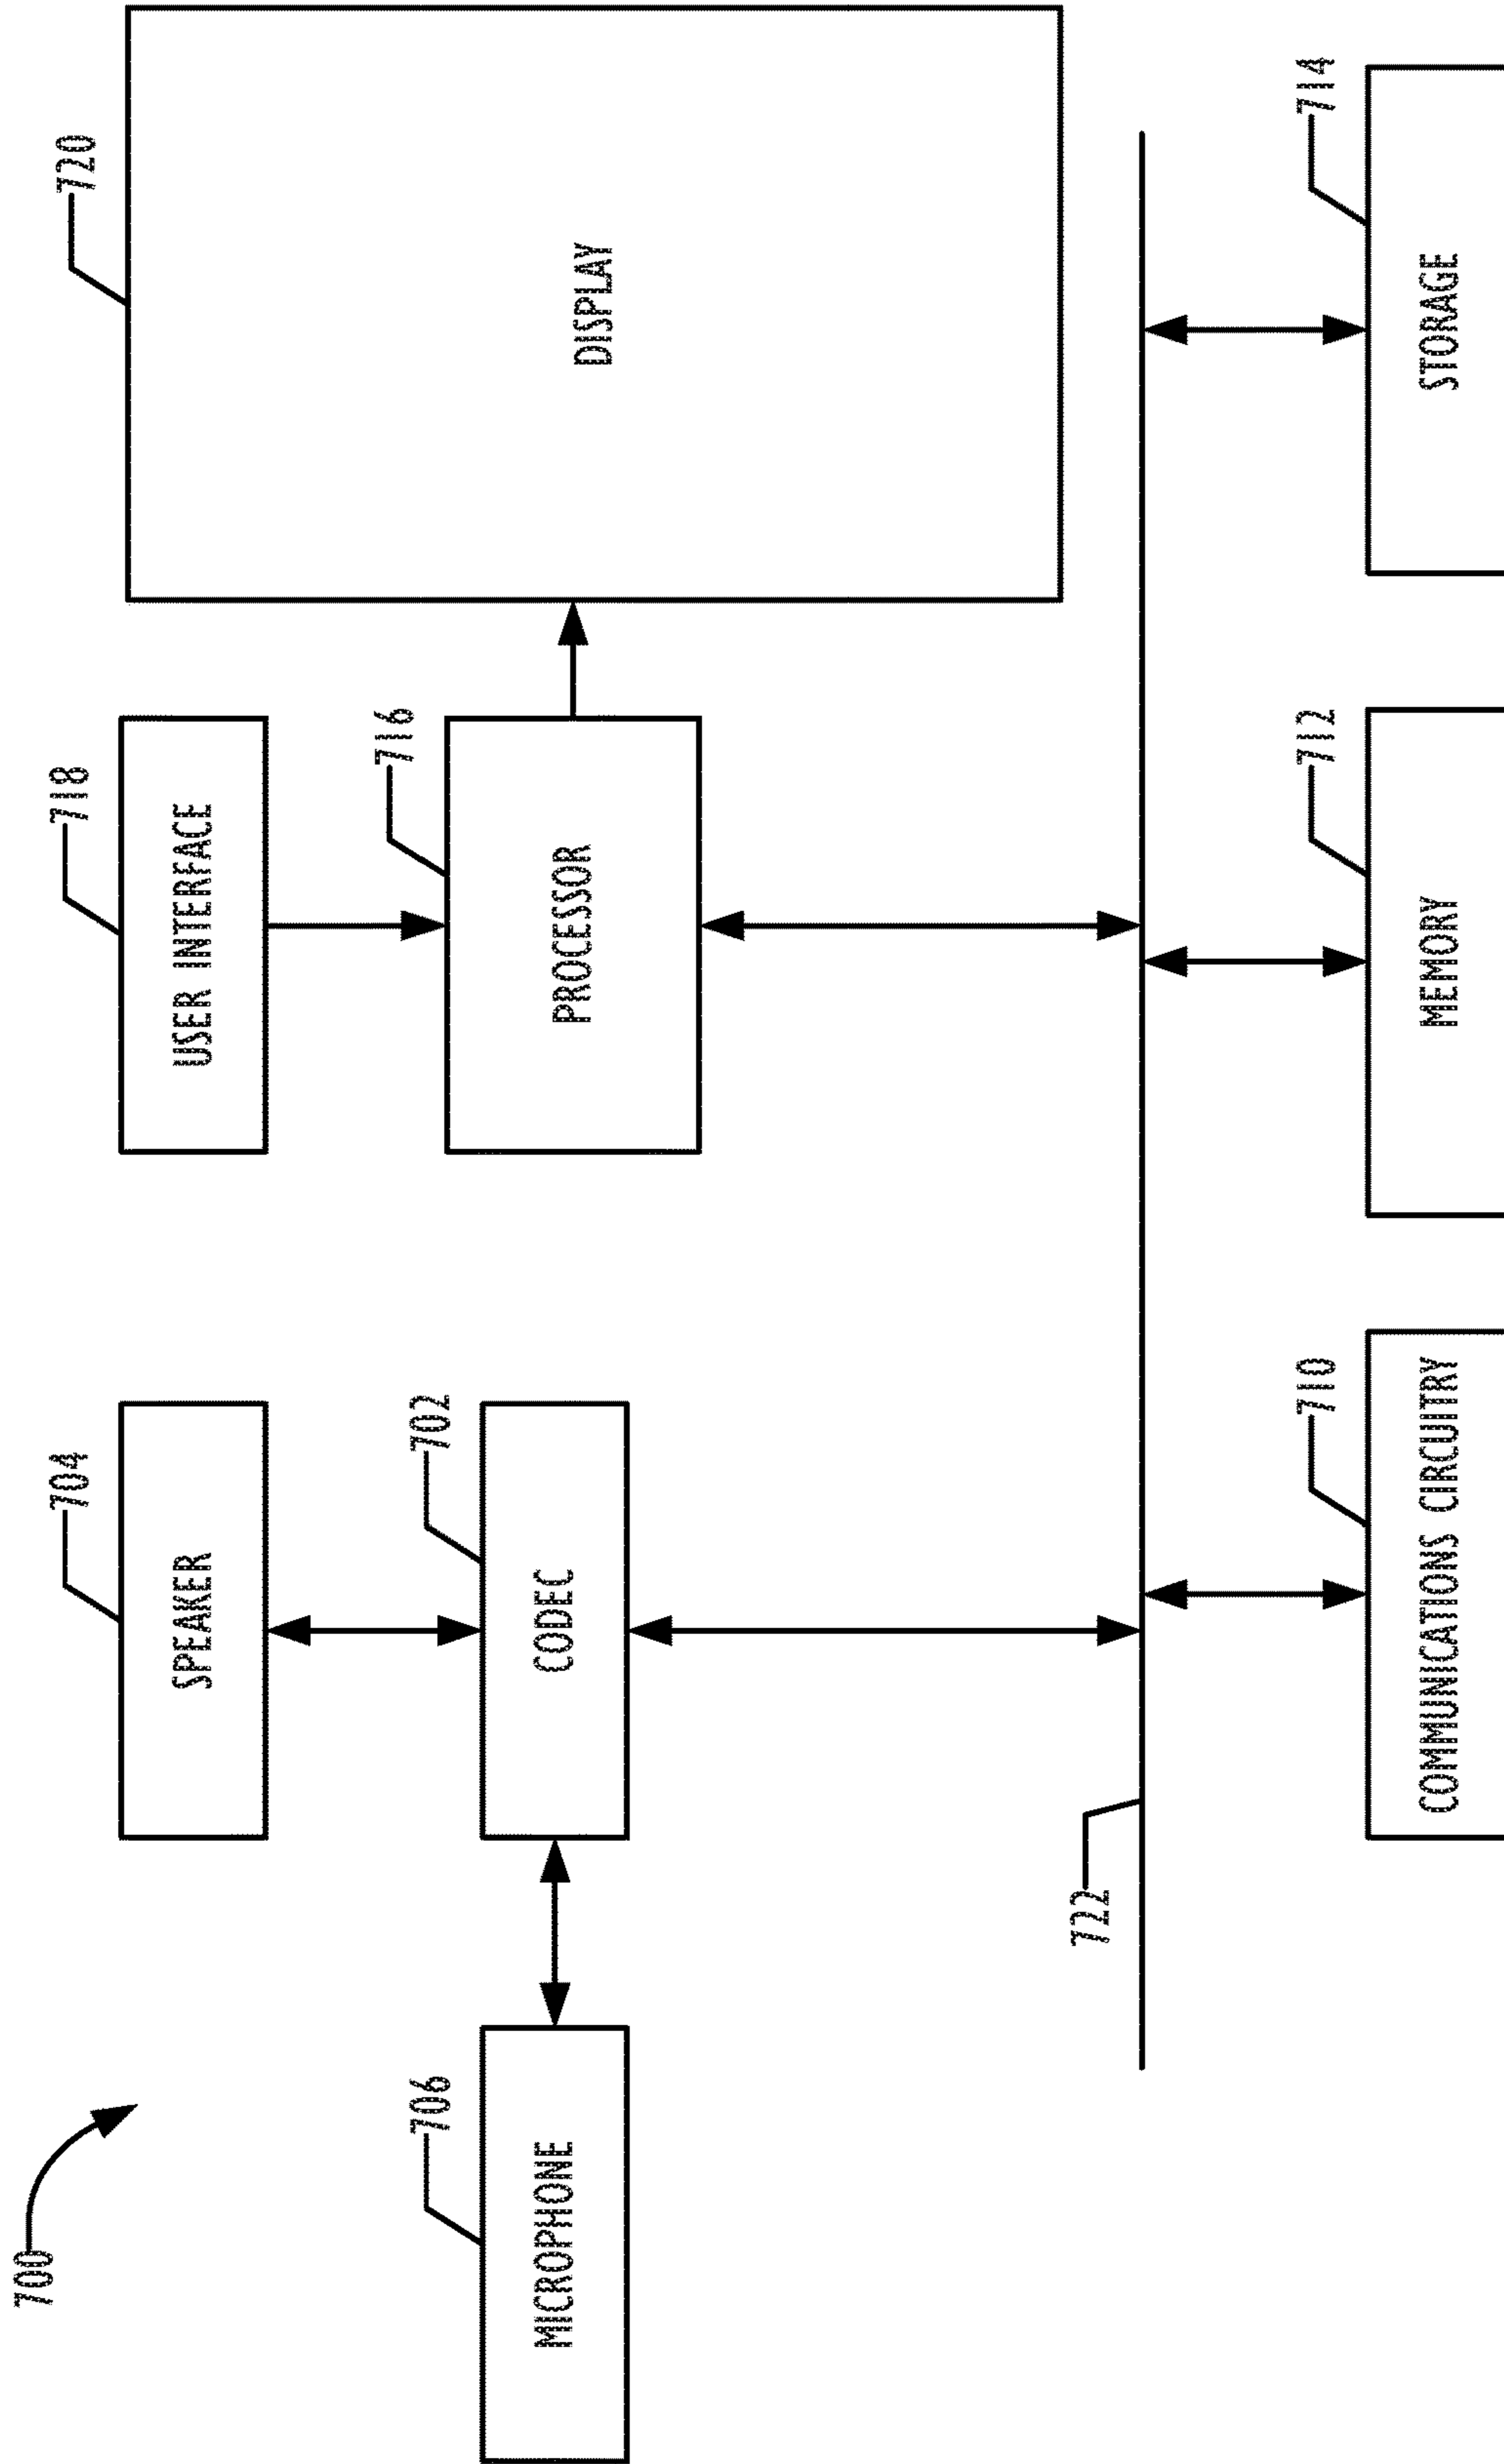 700
704
SPEAKER
718
USER INTERFACE
720
706
MICROPHONE
702
CODEC
716
PROCESSOR
DISPLAY
722
710
COMMUNICATIONS CIRCUITRY
712
MEMORY
714
STORAGE